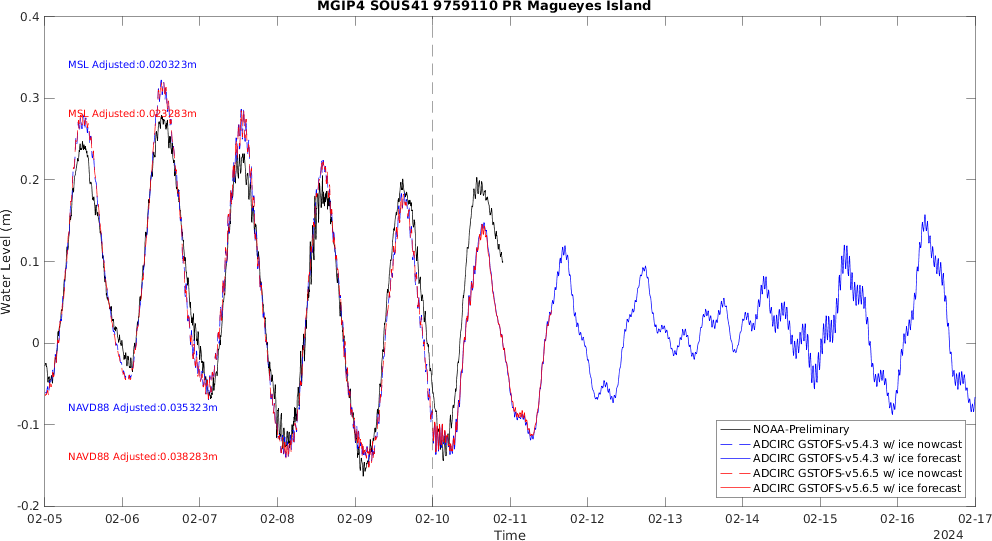 MGIP4 SOUS41 9759110 PR Magueyes Island
0.4
0.3
0.2
0.1
0
-0.1
-0.2
Water Level (m)
MSL Adjusted:0.020323m
MSL Adjusted:0.023283m
NAVD88 Adjusted:0.035323m
NAVD88 Adjusted:0.038283m
NOAA-Preliminary
ADCIRC GSTOFS-v5.4.3 w/ ice nowcast
ADCIRC GSTOFS-v5.4.3 w/ ice forecast
ADCIRC GSTOFS-v5.6.5 w/ ice nowcast
ADCIRC GSTOFS-v5.6.5 w/ ice forecast
02-05 02-06 02-07 02-08 02-09 02-10 02-11 02-12 02-13 02-14 02-15 02-16 02-17
Time
2024